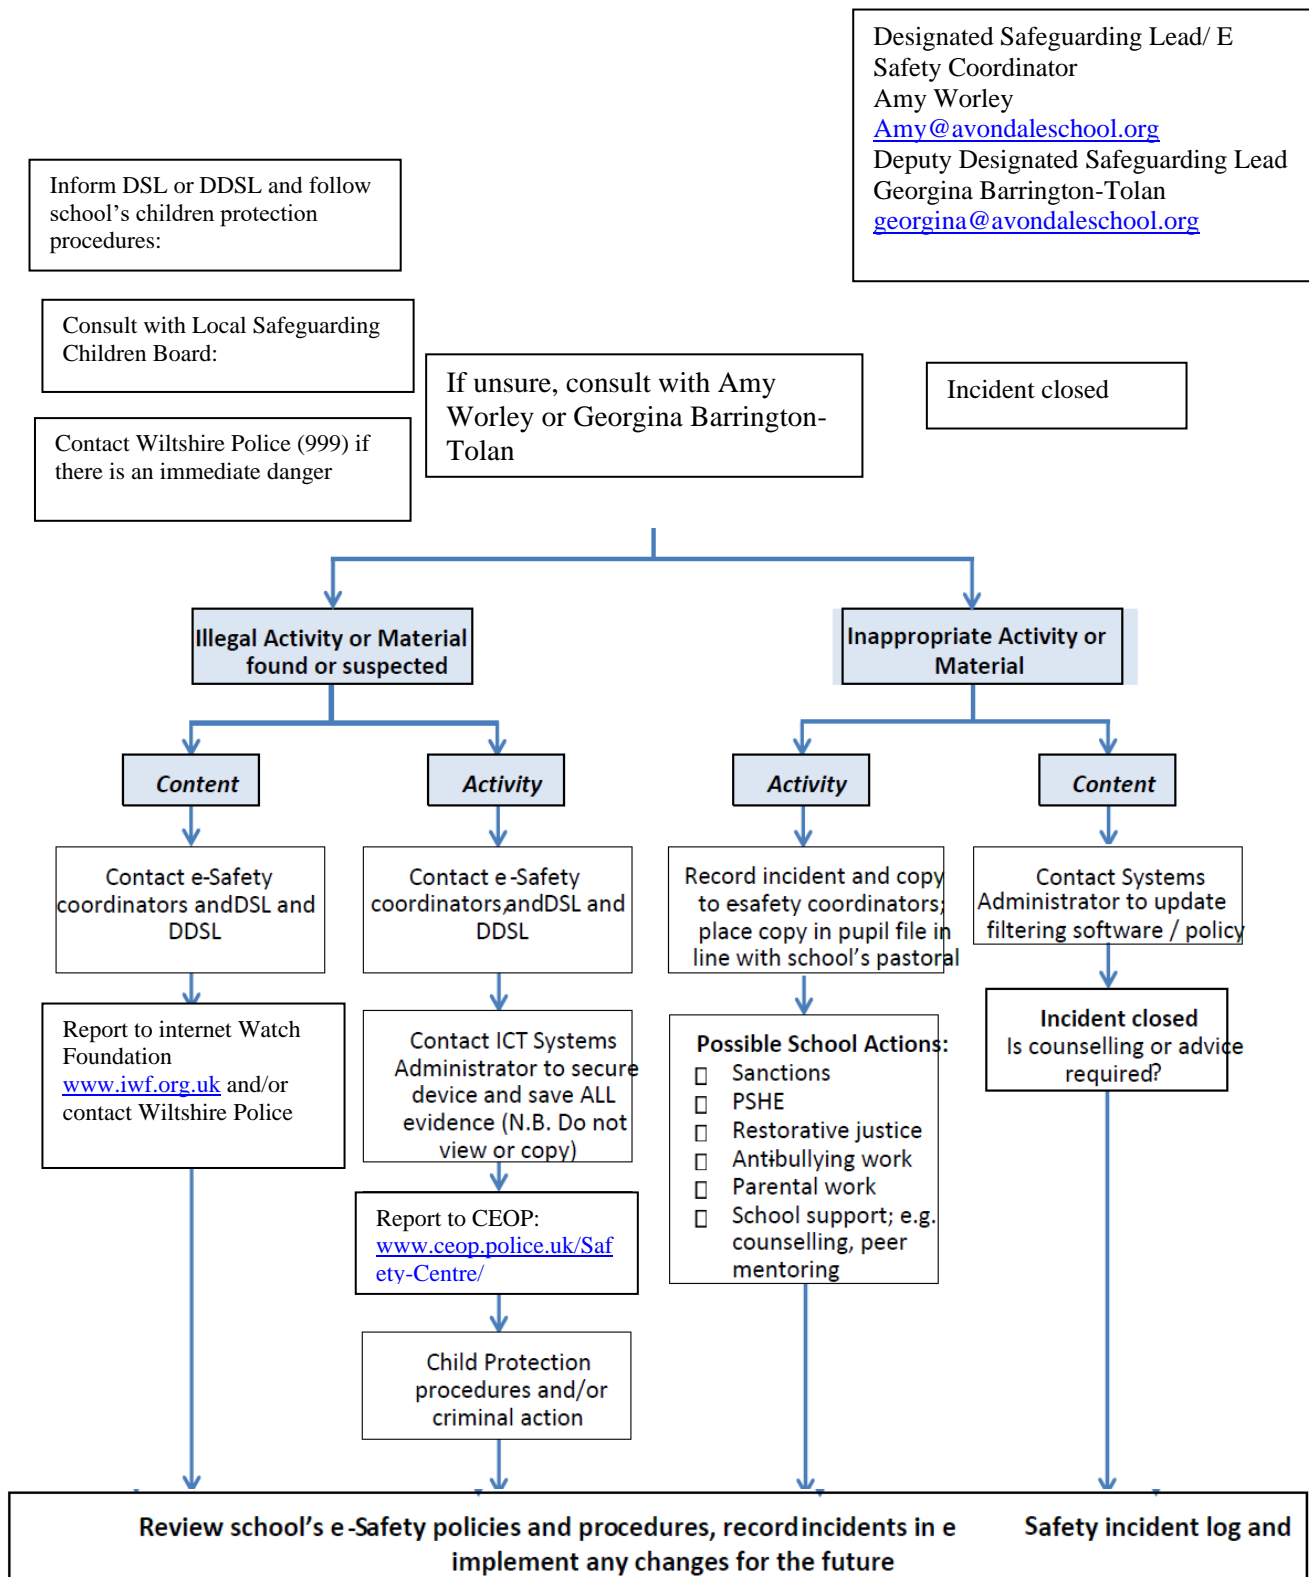 Designated Safeguarding Lead/ E
Safety Coordinator
Amy Worley
Amy@avondaleschool.org
Deputy Designated Safeguarding Lead
Georgina Barrington-Tolan
georgina@avondaleschool.org
Inform DSL or DDSL and follow
school's children protection
procedures:
Consult with Local Safeguarding
Children Board:
Contact Wiltshire Police (999) if
there is an immediate danger
If unsure, consult with Amy
Worley or Georgina Barrington-
Tolan
Incident closed
Illegal Activity or Material
found or suspected
Inappropriate Activity or
Material
Content
Activity
Activity
Content
Contact e-Safety
coordinators andDSL and
DDSL
Contact e-Safety
coordinators,andDSL and
DDSL
Record incident and copy
to esafety coordinators;
place copy in pupil file in
line with school's pastoral
Contact Systems
Administrator to update
filtering software / policy
Report to internet Watch
Foundation
www.iwf.org.uk and/or
contact Wiltshire Police
Contact ICT Systems
Administrator to secure
device and save ALL
evidence (N.B. Do not
view or copy)
Possible School Actions:
Sanctions
PSHE
Restorative justice
Anti-bullying work
Parental work
School support; e.g.
counselling, peer
mentoring
Incident closed
Is counselling or advice
required?
Report to CEOP:
www.ceop.police.uk/Saf
ety-Centre/
Child Protection
procedures and/or
criminal action
Review school's e-Safety policies and procedures, recordincidents in e Safety incident log and
implement any changes for the future